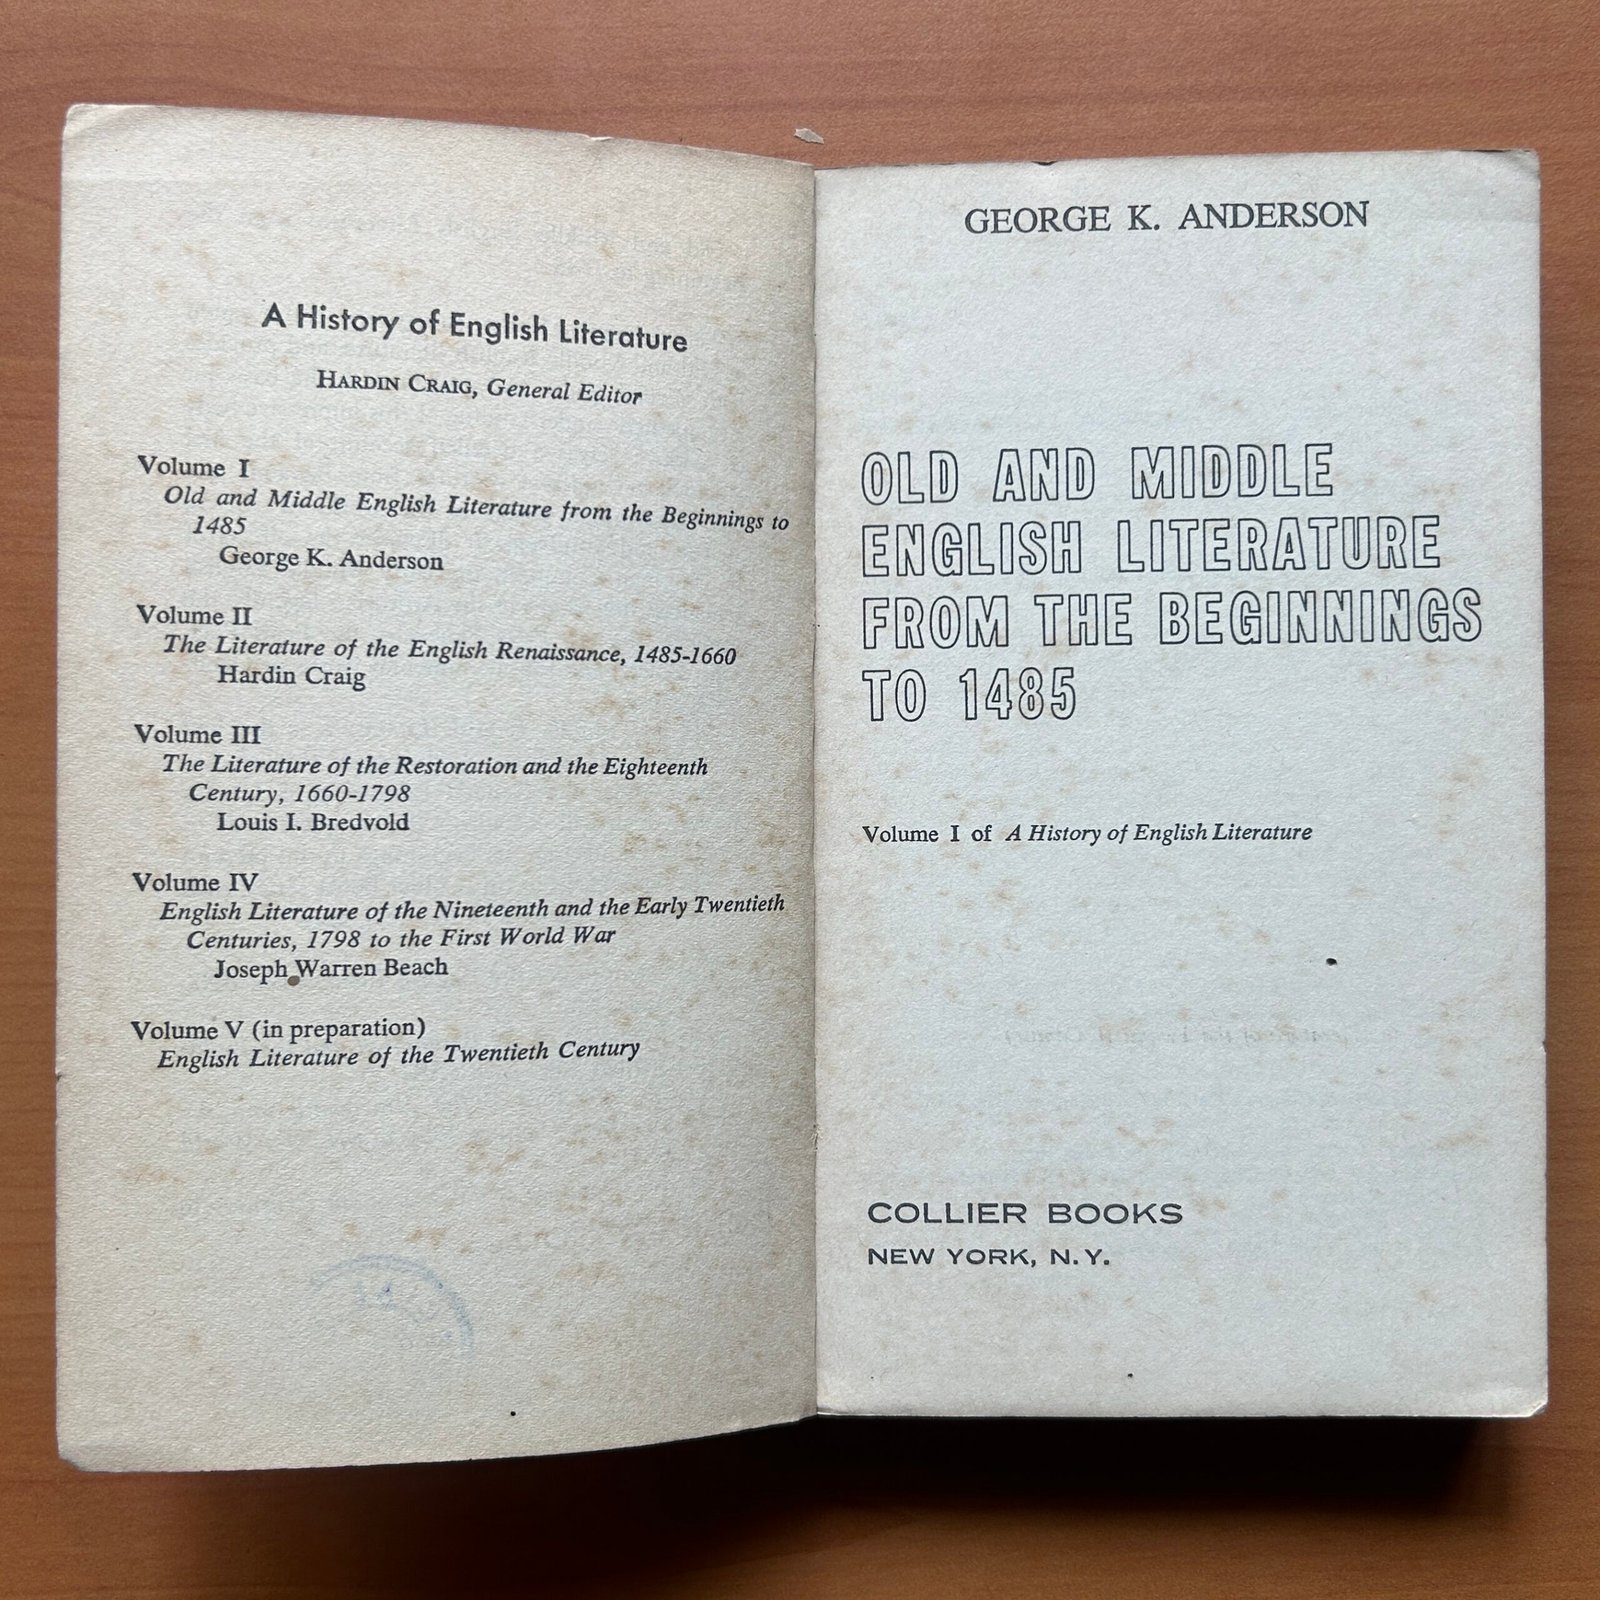 A History of English Literature
HARDIN CRAIG, General Editor
Volume I
Old and Middle English Literature from the Beginnings to
1485
George K. Anderson
Volume II
The Literature of the English Renaissance, 1485-1660
Hardin Craig
Volume III
The Literature of the Restoration and the Eighteenth
Century, 1660-1798
Louis I. Bredvold
Volume IV
English Literature of the Nineteenth and the Early Twentieth
Centuries, 1798 to the First World War
Joseph Warren Beach
Volume V (in preparation)
English Literature of the Twentieth Century
GEORGE K. ANDERSON
OLD AND MIDDLE
ENGLISH LITERATURE
FROM THE BEGINNINGS
TO 1485
Volume I of A History of English Literature
COLLIER BOOKS
NEW YORK, N.Y.